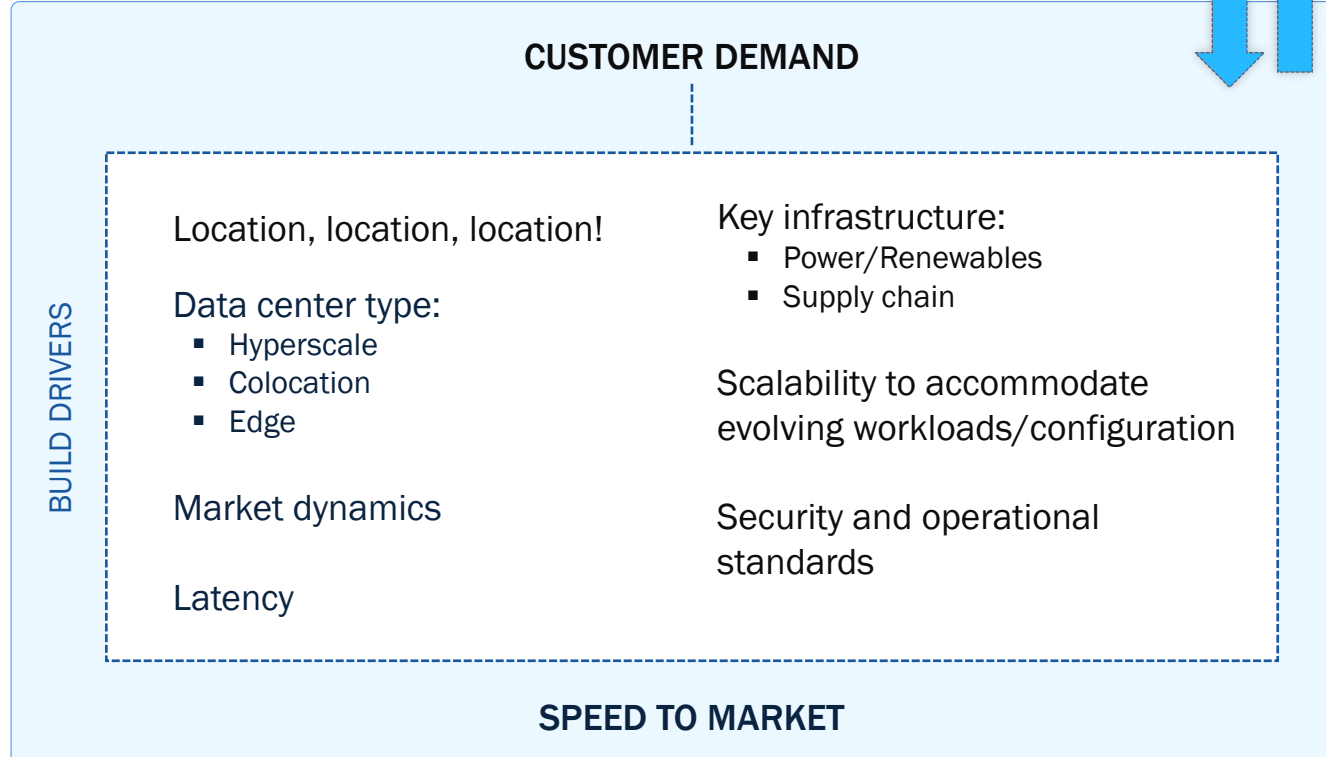 CUSTOMER DEMAND
BUILD DRIVERS
Location, location, location!
Data center type:
▪ Hyperscale
▪ Colocation
▪ Edge
Market dynamics
Latency
Key infrastructure:
▪ Power/Renewables
▪ Supply chain
Scalability to accommodate
evolving workloads/configuration
Security and operational
standards
SPEED TO MARKET